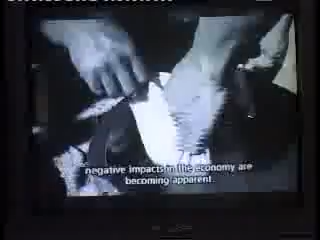 negative impacts in the economy are
becoming apparent.